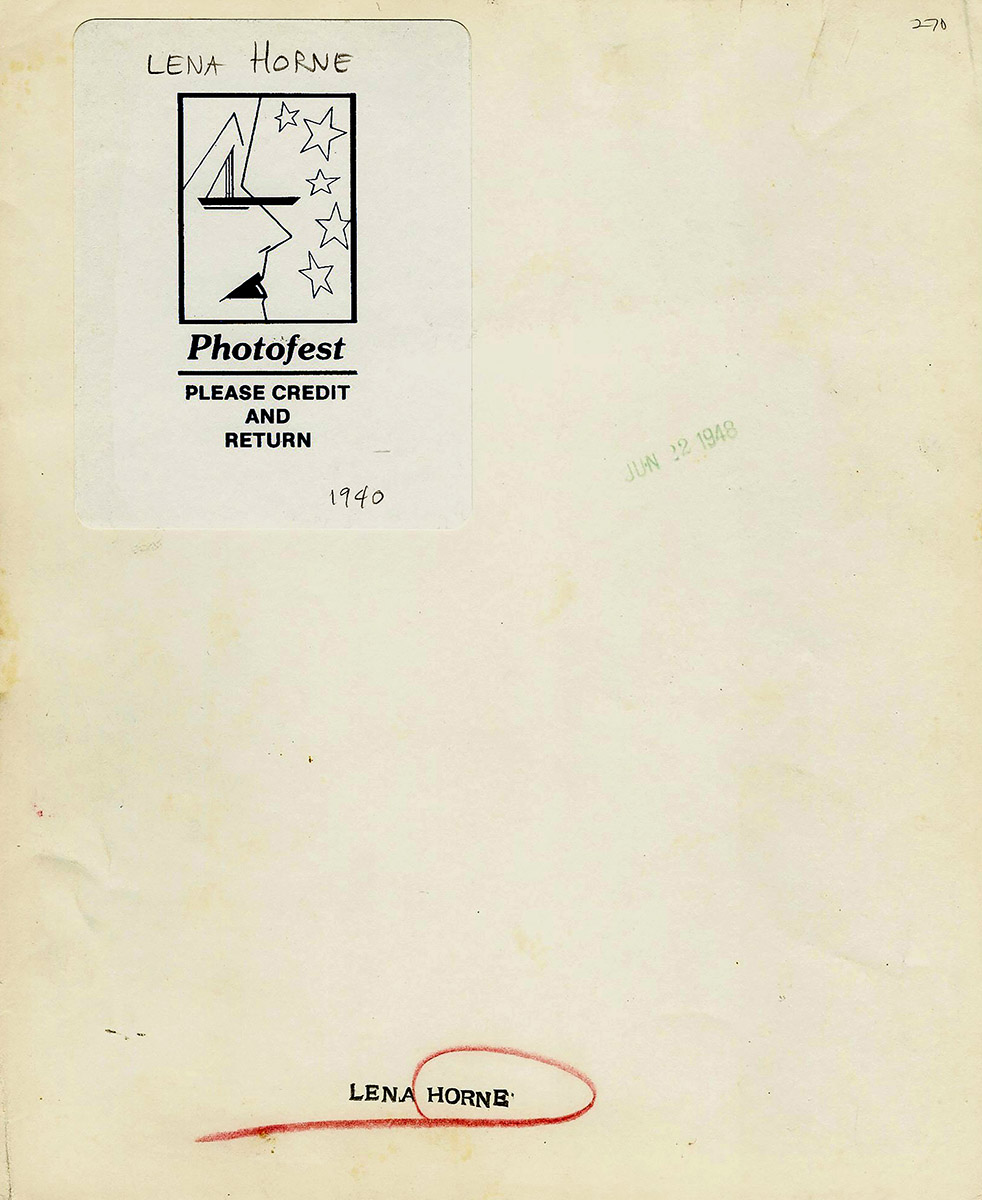 270
LENA HORNE
Photofest
PLEASE CREDIT
AND
RETURN
1940
JUN 22 1948
LENA HORNE